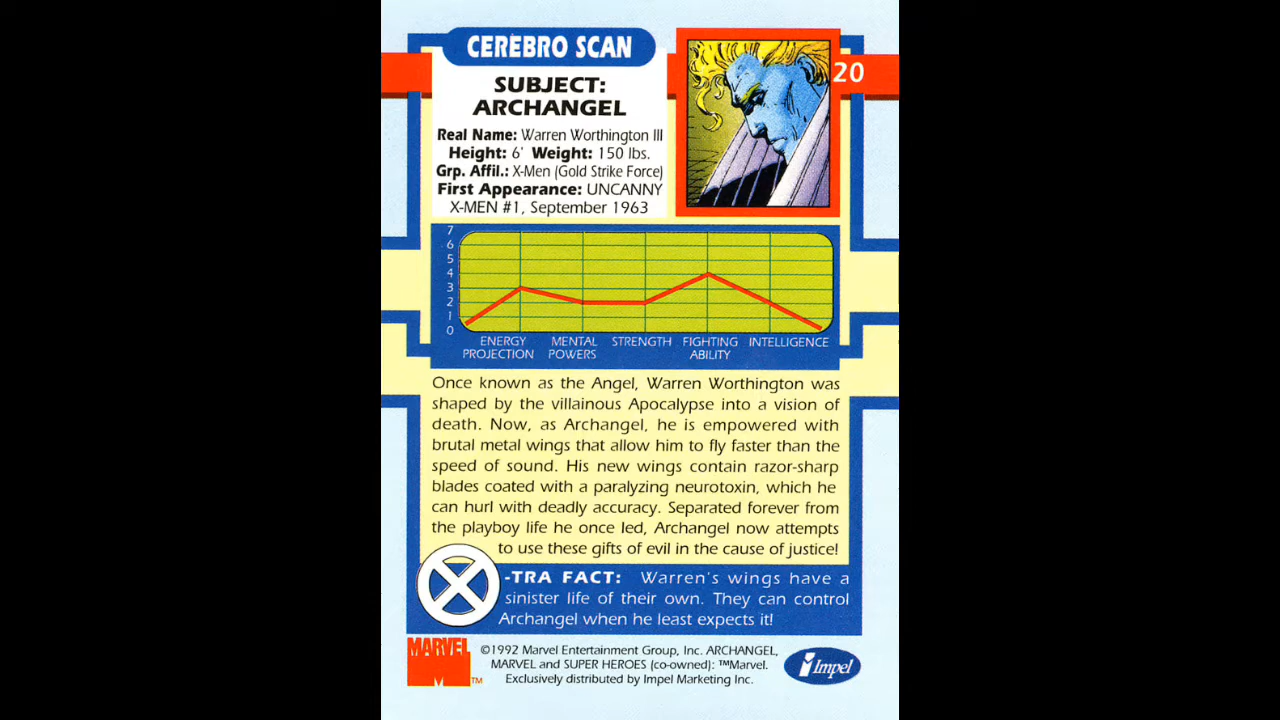 CEREBRO SCAN
20
SUBJECT:
ARCHANGEL
Real Name: Warren Worthington III
Height: 6' Weight: 150 lbs.
Grp. Affil.: X-Men (Gold Strike Force)
First Appearance: UNCANNY
X-MEN #1, September 1963
7
6
5
4
3
2
1
0
ENERGY PROJECTION
MENTAL POWERS
STRENGTH
FIGHTING ABILITY
INTELLIGENCE
Once known as the Angel, Warren Worthington was
shaped by the villainous Apocalypse into a vision of
death. Now, as Archangel, he is empowered with
brutal metal wings that allow him to fly faster than the
speed of sound. His new wings contain razor-sharp
blades coated with a paralyzing neurotoxin, which he
can hurl with deadly accuracy. Separated forever from
the playboy life he once led, Archangel now attempts
to use these gifts of evil in the cause of justice!
X-TRA FACT: Warren's wings have a
sinister life of their own. They can control
Archangel when he least expects it!
MARVEL
M TM
©1992 Marvel Entertainment Group, Inc. ARCHANGEL,
MARVEL and SUPER HEROES (co-owned): ™Marvel.
Exclusively distributed by Impel Marketing Inc.
Impel